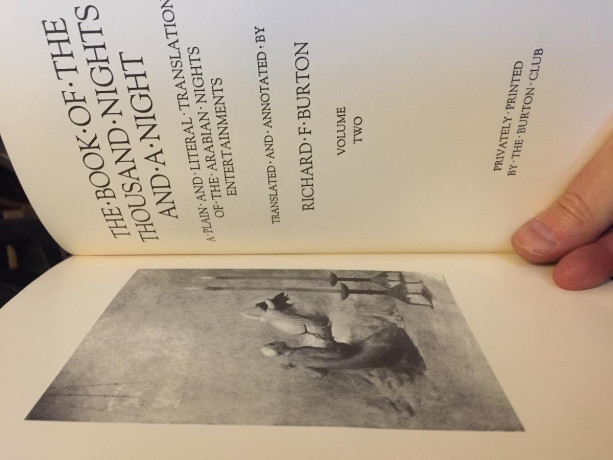 THE·BOOK·OF·THE
THOUSAND·NIGHTS
AND·A·NIGHT
A·PLAIN·AND·LITERAL·TRANSLATION
OF·THE·ARABIAN·NIGHTS
ENTERTAINMENTS
TRANSLATED·AND·ANNOTATED·BY
RICHARD·F·BURTON
VOLUME
TWO
PRIVATELY·PRINTED
BY·THE·BURTON·CLUB